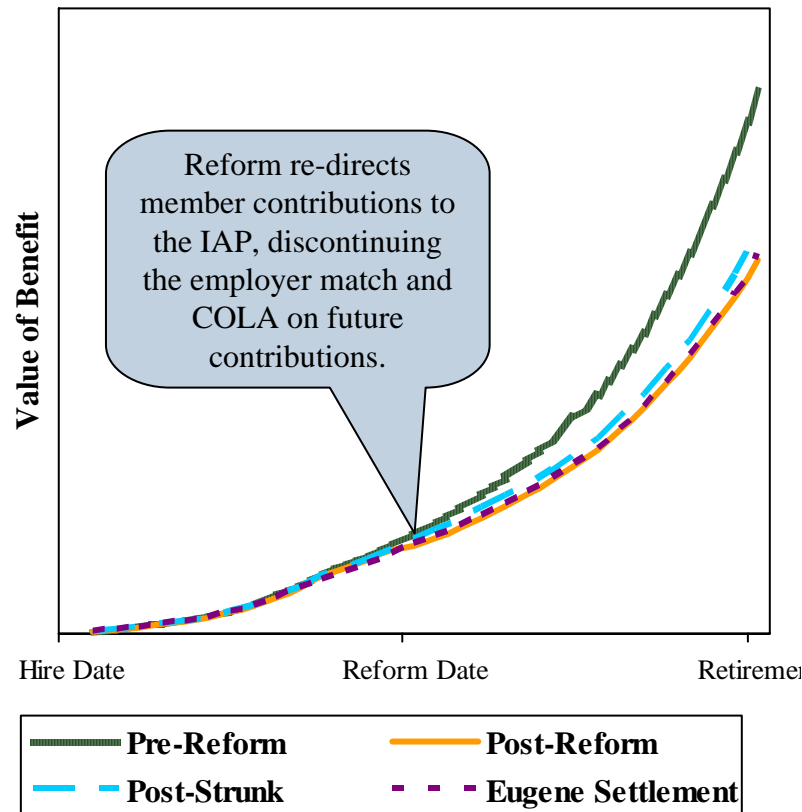 Reform re-directs
member contributions to
the IAP, discontinuing
the employer match and
COLA on future
contributions.
Value of Benefit
Hire Date Reform Date Retireme
Pre-Reform Post-Reform
Post-Strunk Eugene Settlement